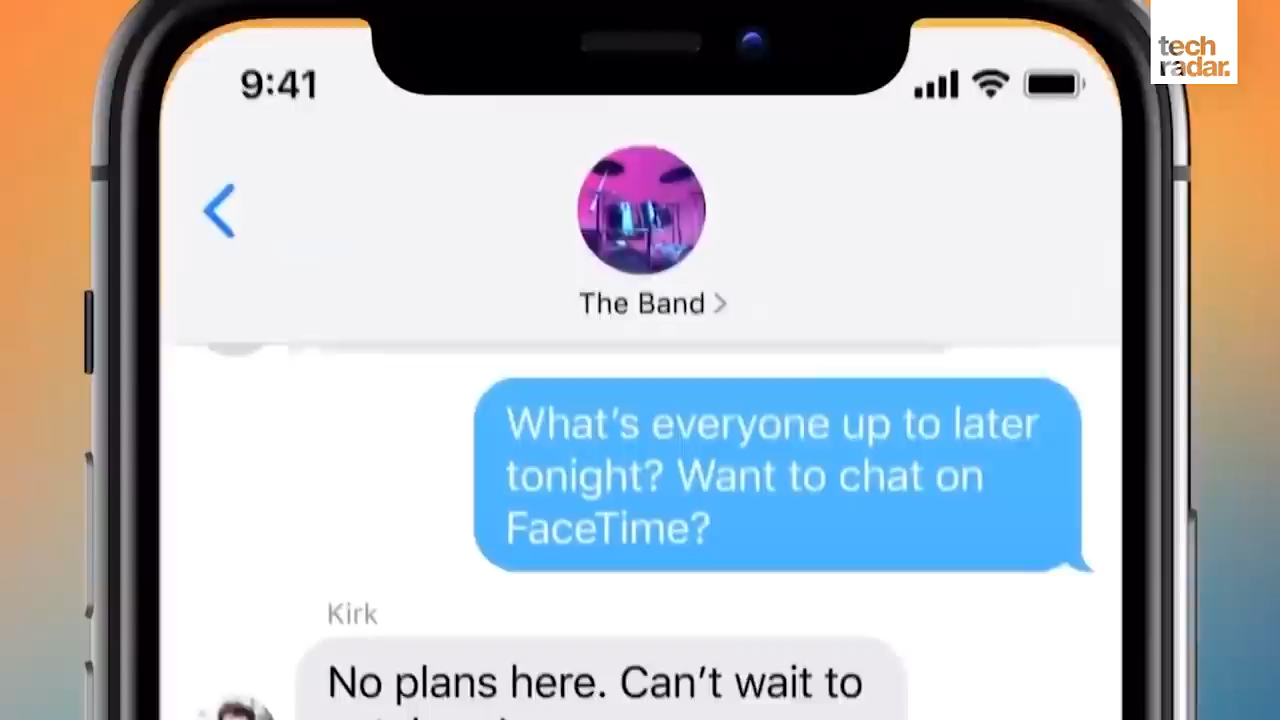 tech
radar.
9:41
The Band
What's everyone up to later
tonight? Want to chat on
FaceTime?
Kirk
No plans here. Can't wait to